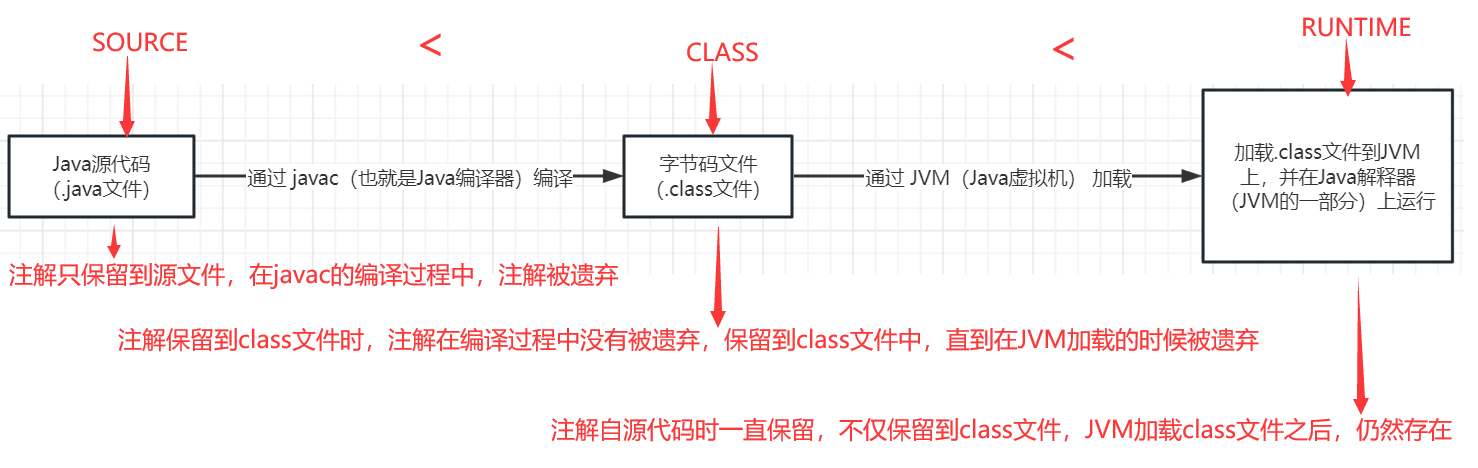 SOURCE
<
CLASS
<
RUNTIME
Java源代码
(.java文件)
通过 javac（也就是Java编译器）编译
字节码文件
(.class文件)
通过 JVM（Java虚拟机） 加载
加载.class文件到JVM
上，并在Java解释器
（JVM的一部分）上运行
注解只保留到源文件，在javac的编译过程中，注解被遗弃
注解保留到class文件时，注解在编译过程中没有被遗弃，保留到class文件中，直到在JVM加载的时候被遗弃
注解自源代码时一直保留，不仅保留到class文件，JVM加载class文件之后，仍然存在